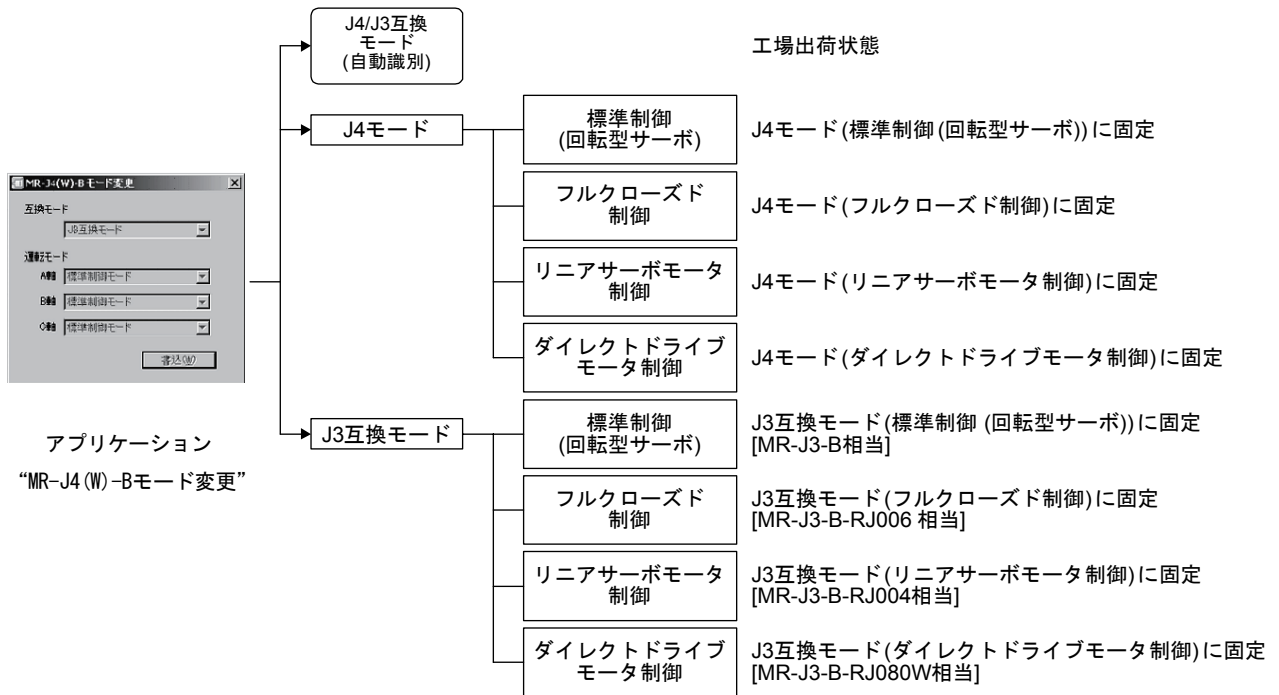 J4/J3互換
モード
(自動識別)
工場出荷状態
J4モード
標準制御
(回転型サーボ)
J4モード(標準制御(回転型サーボ))に固定
フルクローズド
制御
J4モード(フルクローズド制御)に固定
リニアサーボモータ
制御
J4モード(リニアサーボモータ制御)に固定
ダイレクトドライブ
モータ制御
J4モード(ダイレクトドライブモータ制御)に固定
MR-J4(W)-Bモード変更
互換モード
J3互換モード
運転モード
A軸 標準制御モード
B軸 標準制御モード
C軸 標準制御モード
書込(W)
アプリケーション
“MR-J4(W)-Bモード変更”
J3互換モード
標準制御
(回転型サーボ)
J3互換モード(標準制御 (回転型サーボ))に固定
[MR-J3-B相当]
フルクローズド
制御
J3互換モード(フルクローズド制御)に固定
[MR-J3-B-RJ006 相当]
リニアサーボモータ
制御
J3互換モード(リニアサーボモータ制御)に固定
[MR-J3-B-RJ004相当]
ダイレクトドライブ
モータ制御
J3互換モード(ダイレクトドライブモータ制御)に固定
[MR-J3-B-RJ080W相当]